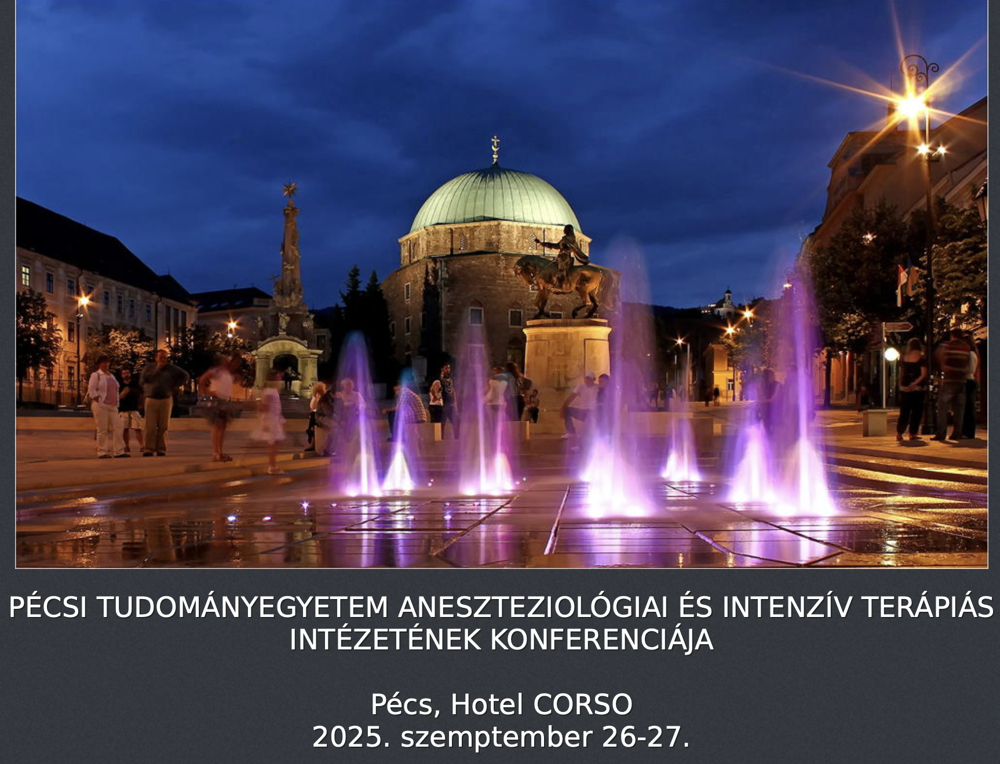 PÉCSI TUDOMÁNYEGYETEM ANESZTEZIOLÓGIAI ÉS INTENZÍV TERÁPIÁS
INTÉZETÉNEK KONFERENCIÁJA
Pécs, Hotel CORSO
2025. szemptember 26-27.